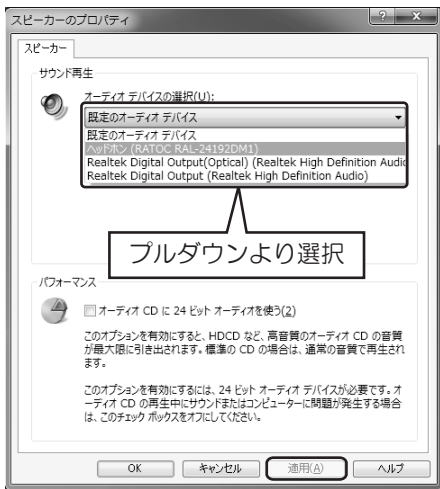 スピーカーのプロパティ
スピーカー
サウンド再生
オーディオ デバイスの選択(U):
既定のオーディオ デバイス
既定のオーディオ デバイス
ヘッドホン (RATOC RAL-24192DM1)
Realtek Digital Output(Optical) (Realtek High Definition Audio
Realtek Digital Output (Realtek High Definition Audio)
プルダウンより選択
パフォーマンス
オーディオ CD に 24 ビット オーディオを使う(2)
このオプションを有効にすると、HDCD など、高音質のオーディオ CD の音質
が最大限に引き出されます。標準の CD の場合は、通常の音質で再生され
ます。
このオプションを有効にするには、24 ビット オーディオ デバイスが必要です。オ
ーディオ CD の再生中にサウンドまたはコンピューターに問題が発生する場合
は、このチェック ボックスをオフにしてください。
OK キャンセル 適用(A) ヘルプ